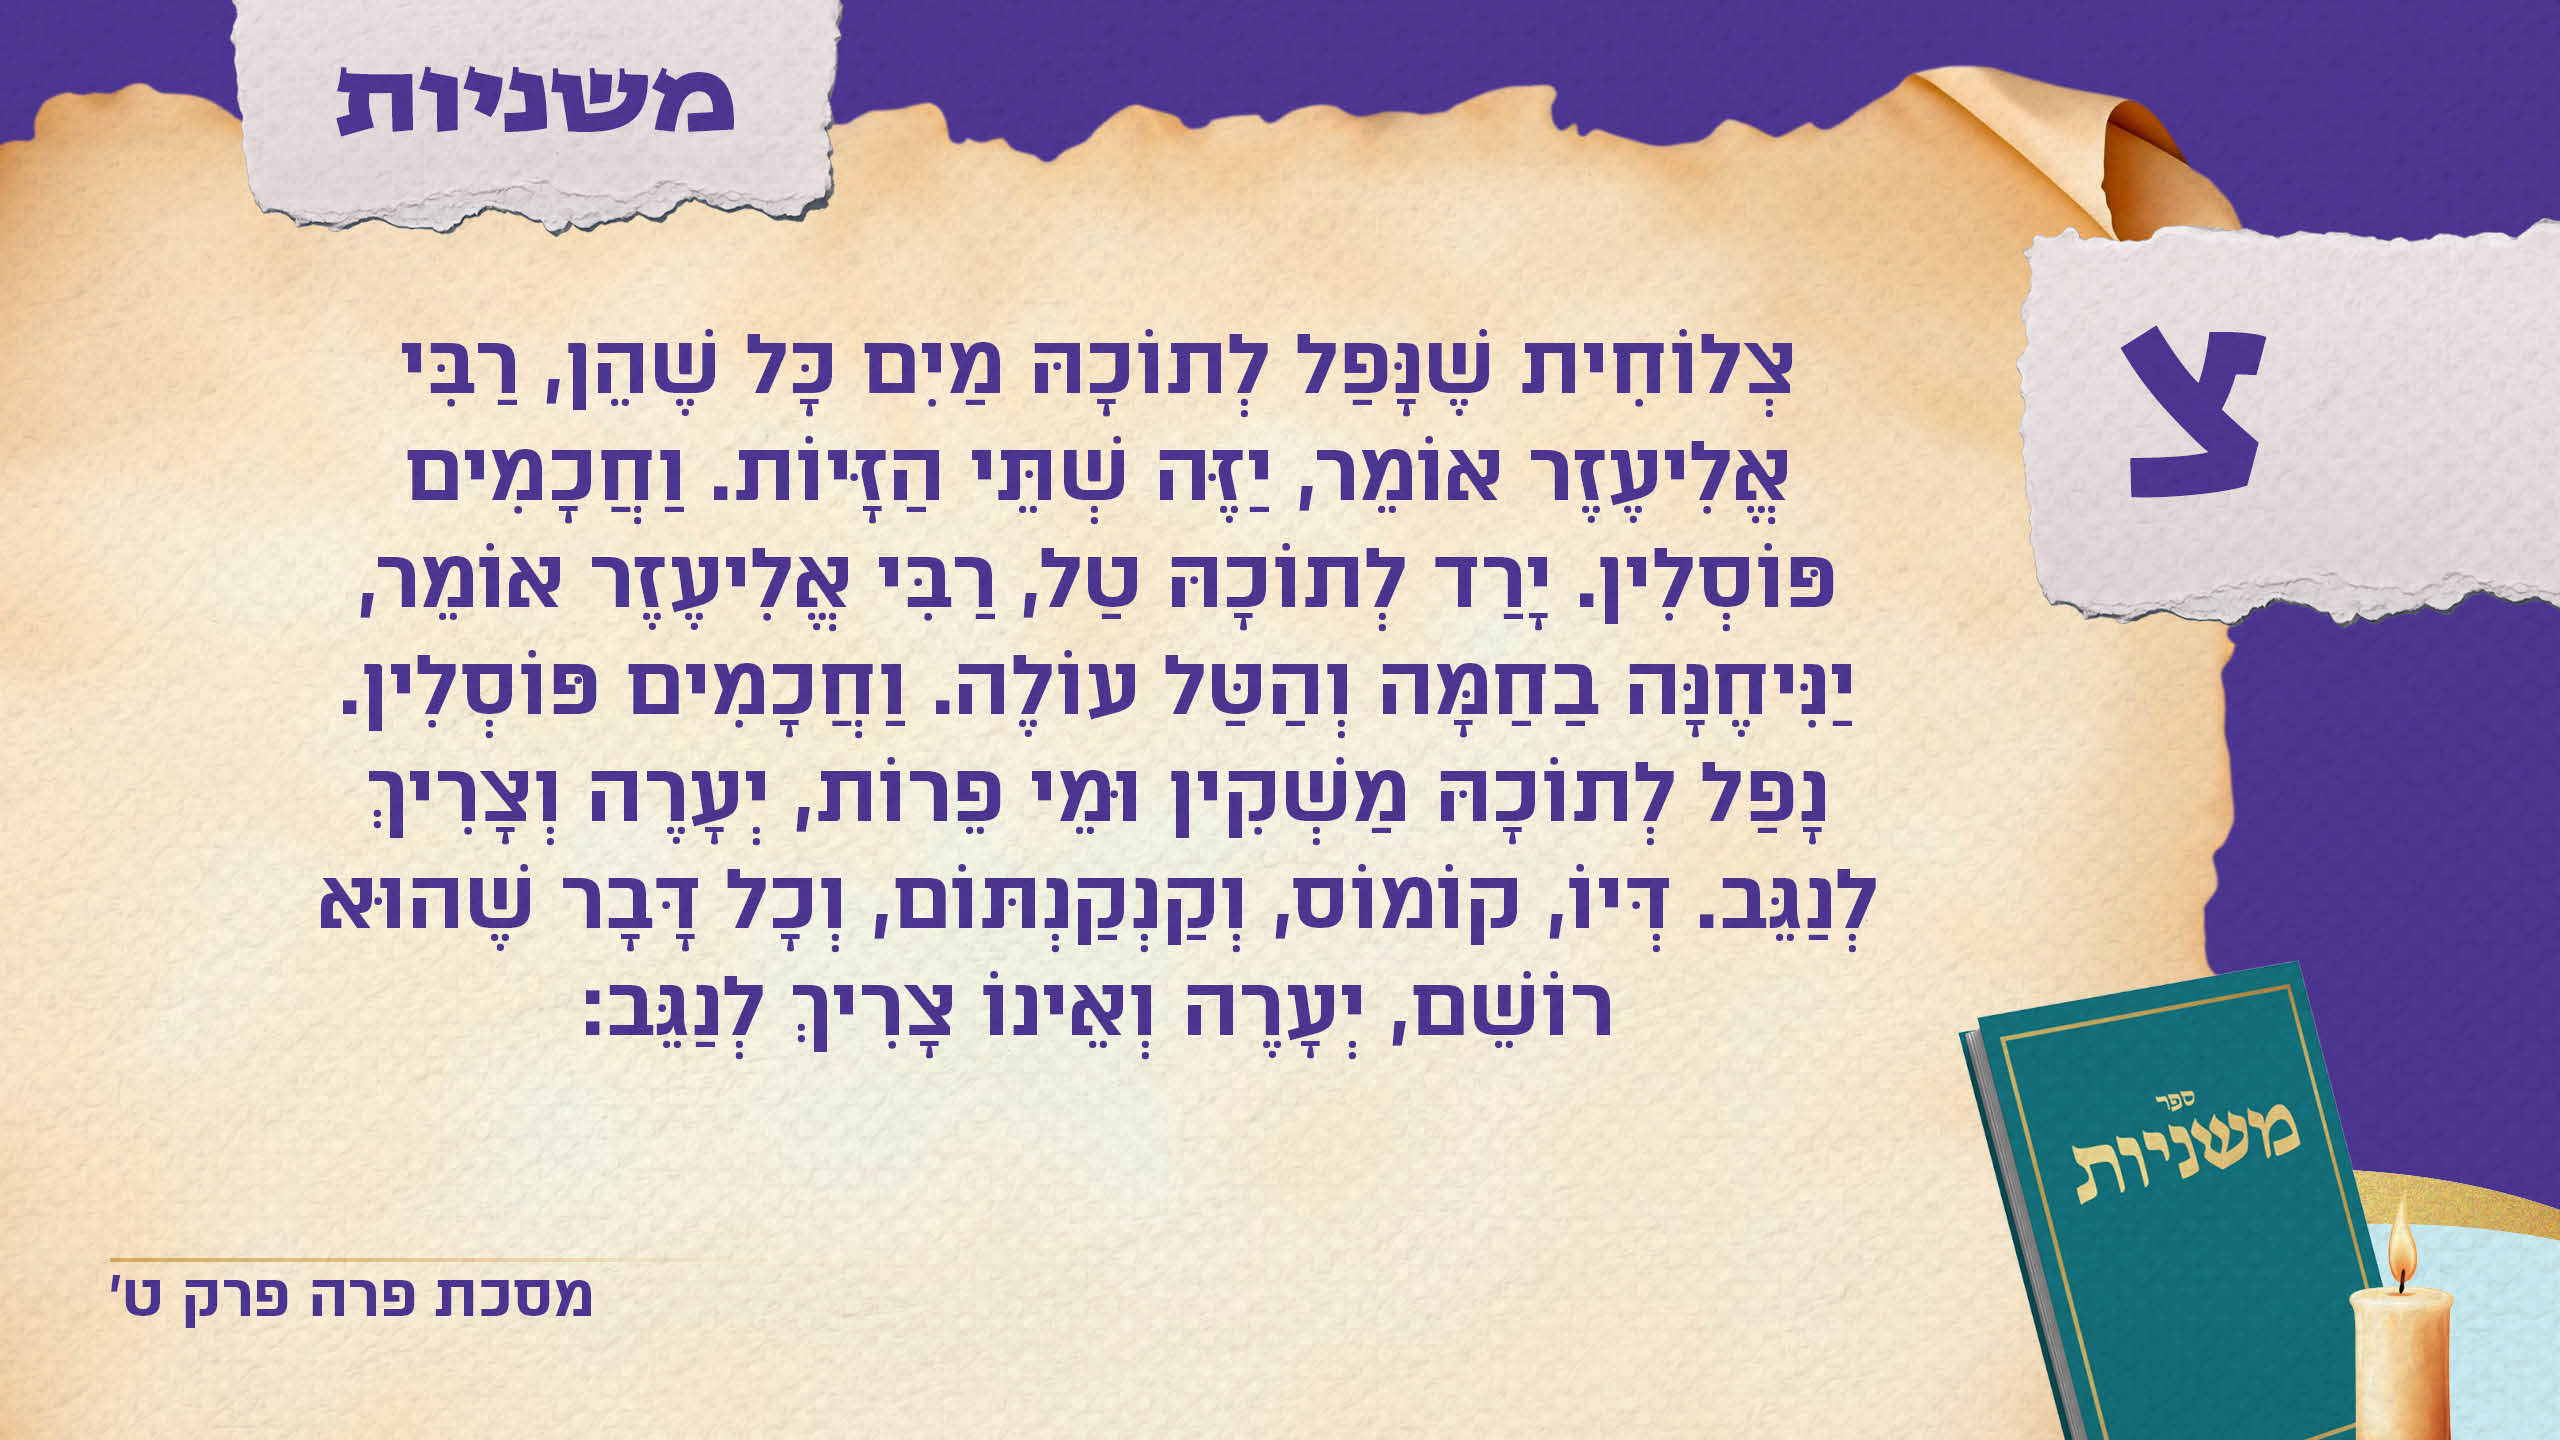 משניות
צ
צְלוֹחִית שֶׁנָּפַל לְתוֹכָהּ מַיִם כָּל שֶׁהֵן, רַבִּי
אֱלִיעֶזֶר אוֹמֵר, יַזֶּה שְׁתֵּי הַזָּיוֹת. וַחֲכָמִים
פּוֹסְלִין. יָרַד לְתוֹכָהּ טַל, רַבִּי אֱלִיעֶזֶר אוֹמֵר,
יַנִּיחֶנָּה בַחַמָּה וְהַטַּל עוֹלֶה. וַחֲכָמִים פּוֹסְלִין.
נָפַל לְתוֹכָהּ מַשְׁקִין וּמֵי פֵרוֹת, יְעָרֶה וְצָרִיךְ
לְנַגֵּב. דְּיוֹ, קוֹמוֹס, וְקַנְקַנְתּוֹם, וְכָל דָּבָר שֶׁהוּא
רוֹשֵׁם, יְעָרֶה וְאֵינוֹ צָרִיךְ לְנַגֵּב:
ספר
משניות
מסכת פרה פרק ט'